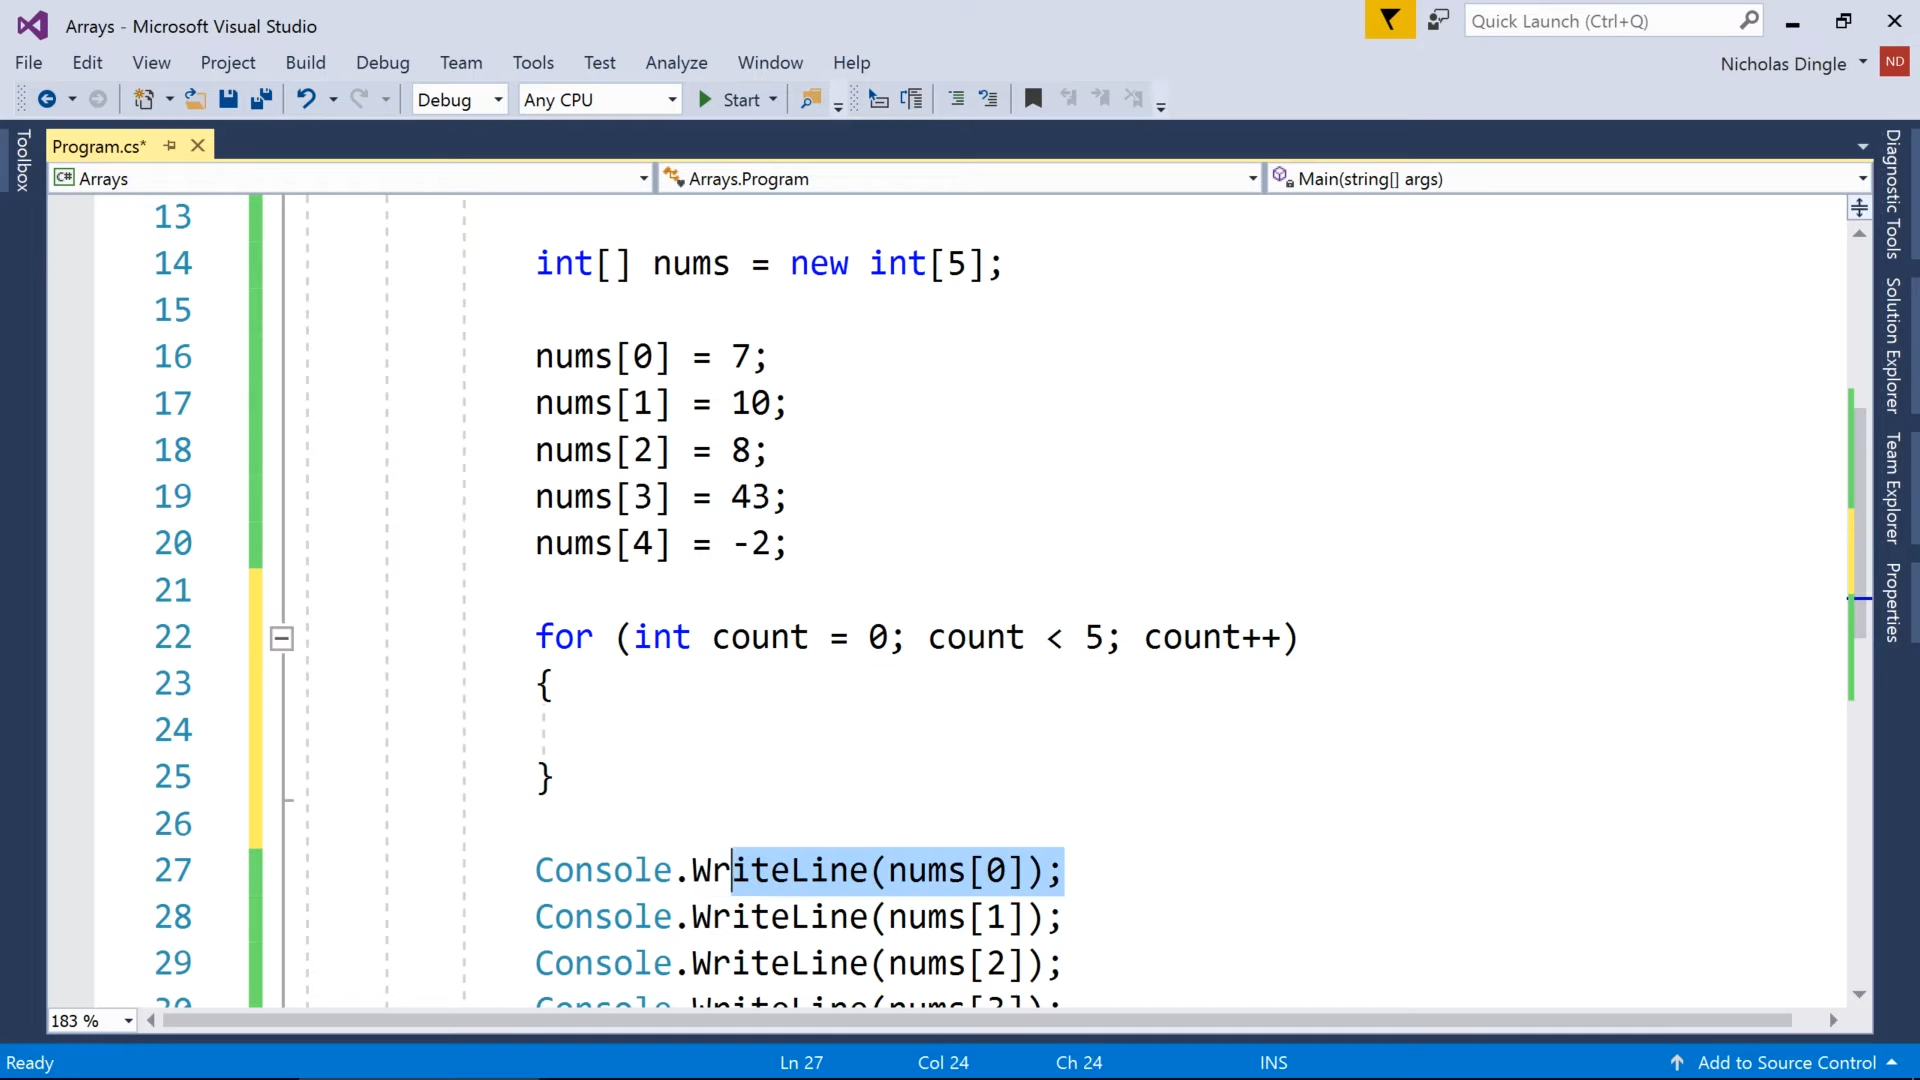 Arrays - Microsoft Visual Studio
Quick Launch (Ctrl+Q)
File Edit View Project Build Debug Team Tools Test Analyze Window Help
Nicholas Dingle ND
Debug Any CPU Start
Toolbox
Program.cs*
C# Arrays
Arrays.Program
Main(string[] args)
13
14 int[] nums = new int[5];
15
16 nums[0] = 7;
17 nums[1] = 10;
18 nums[2] = 8;
19 nums[3] = 43;
20 nums[4] = -2;
21
22 for (int count = 0; count < 5; count++)
23 {
24
25 }
26
27 Console.WriteLine(nums[0]);
28 Console.WriteLine(nums[1]);
29 Console.WriteLine(nums[2]);
30 Console.WriteLine(nums[3]);
Diagnostic Tools
Solution Explorer
Team Explorer
Properties
183 %
Ready Ln 27 Col 24 Ch 24 INS Add to Source Control